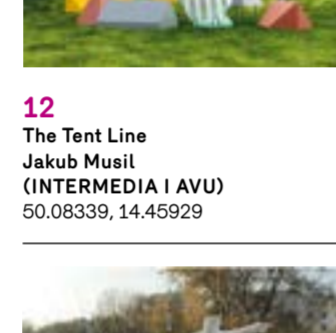 12
The Tent Line
Jakub Musil
(INTERMEDIA I AVU)
50.08339, 14.45929